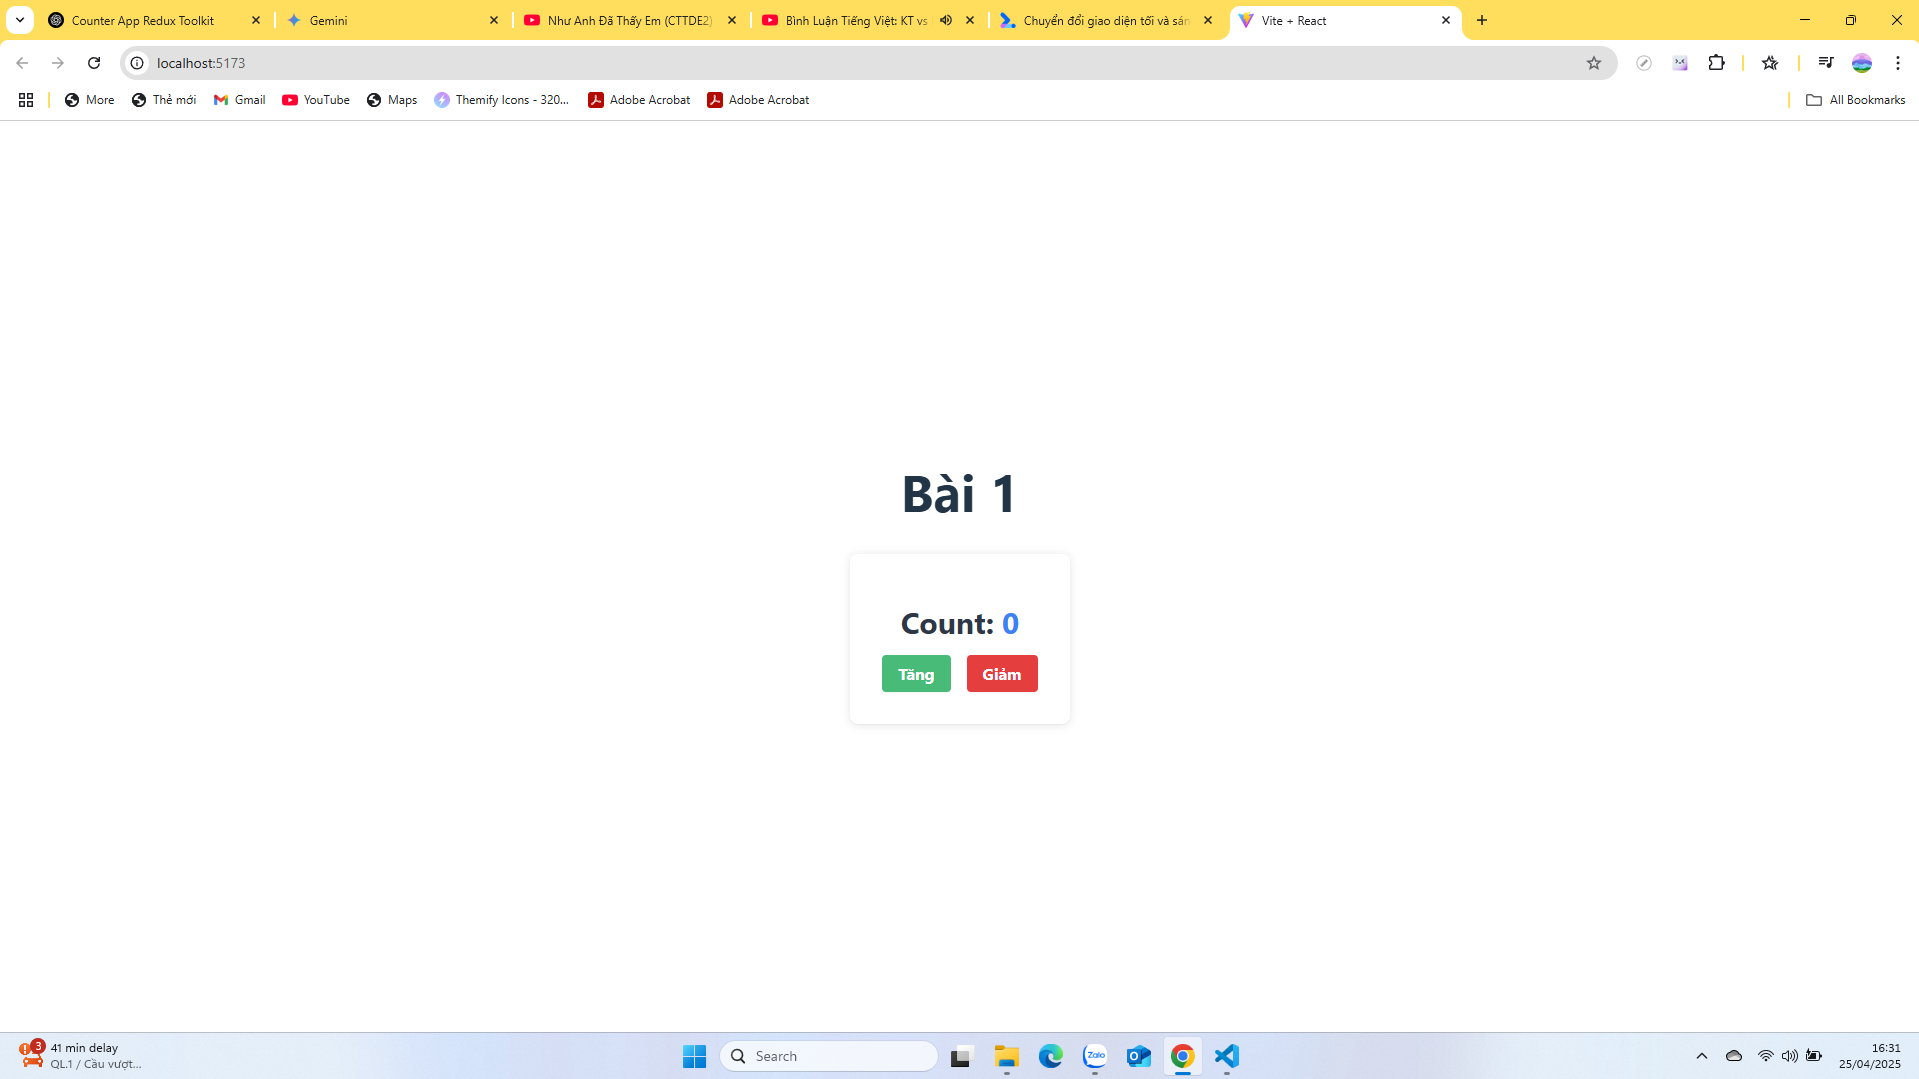 Counter App Redux Toolkit
Gemini
Như Anh Đã Thấy Em (CTTDE2)
Bình Luận Tiếng Việt: KT vs
Chuyển đổi giao diện tối và sán
Vite + React
localhost:5173
More
Thẻ mới
Gmail
YouTube
Maps
Themify Icons - 320...
Adobe Acrobat
Adobe Acrobat
All Bookmarks
Bài 1
Count: 0
Tăng
Giảm
3
41 min delay
QL.1 / Cầu vượt...
Search
Zalo
16:31
25/04/2025